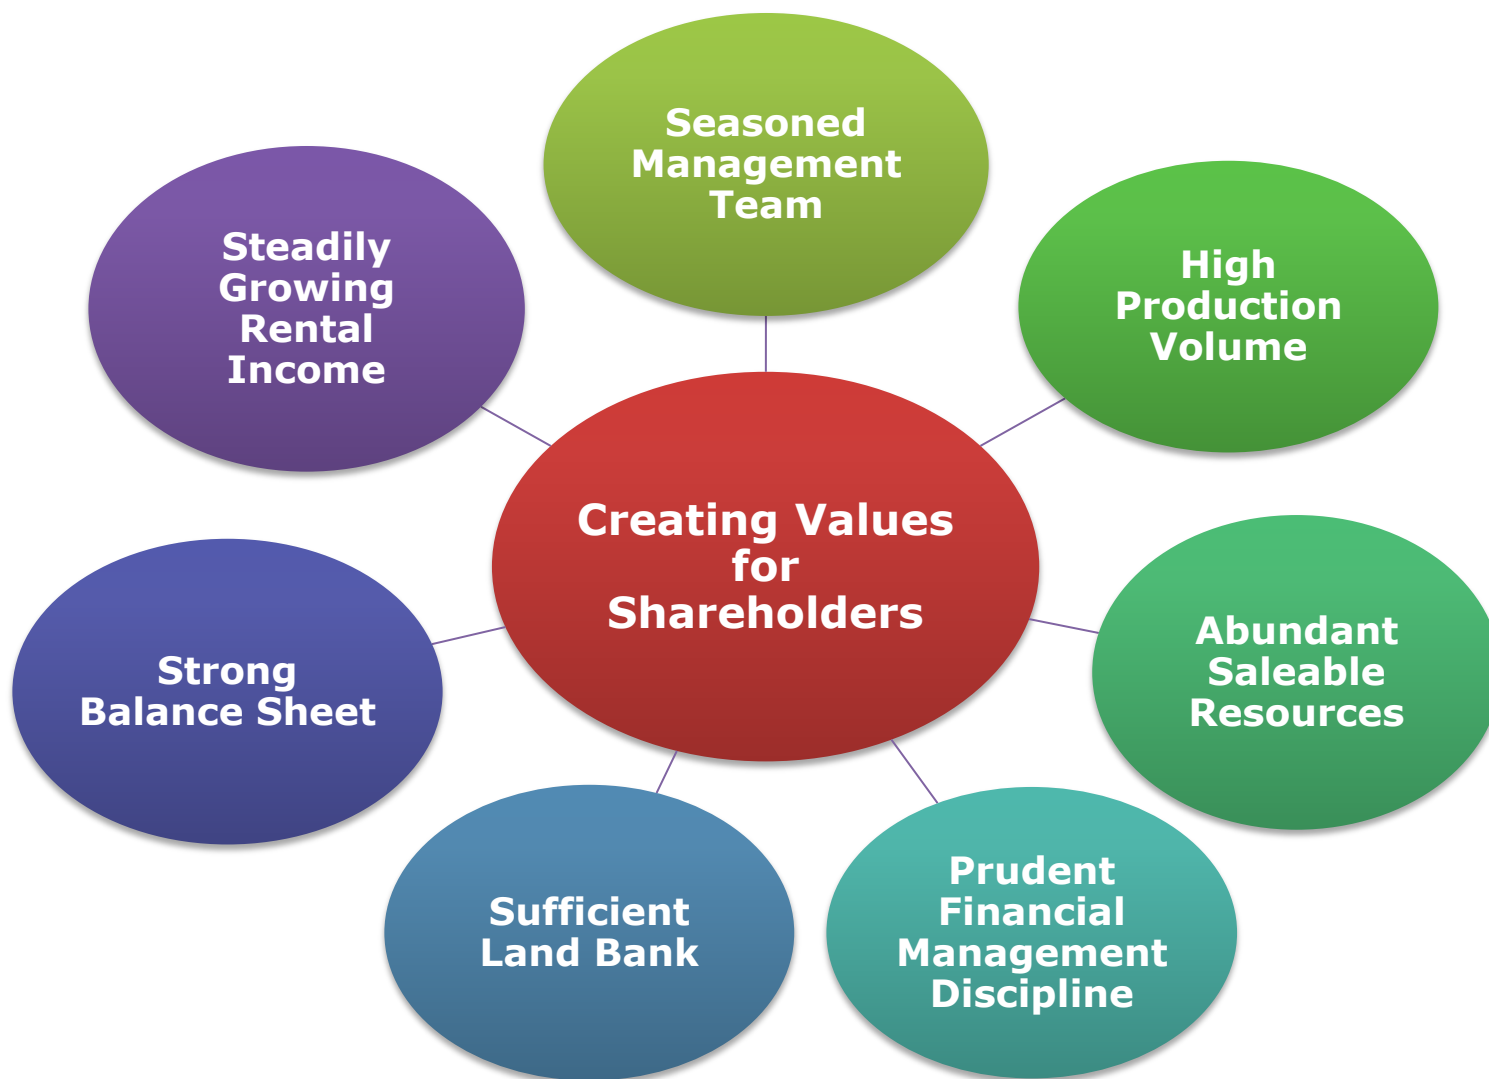 Seasoned
Management
Team
Steadily
Growing
Rental
Income
High
Production
Volume
Creating Values
for
Shareholders
Strong
Balance Sheet
Abundant
Saleable
Resources
Sufficient
Land Bank
Prudent
Financial
Management
Discipline